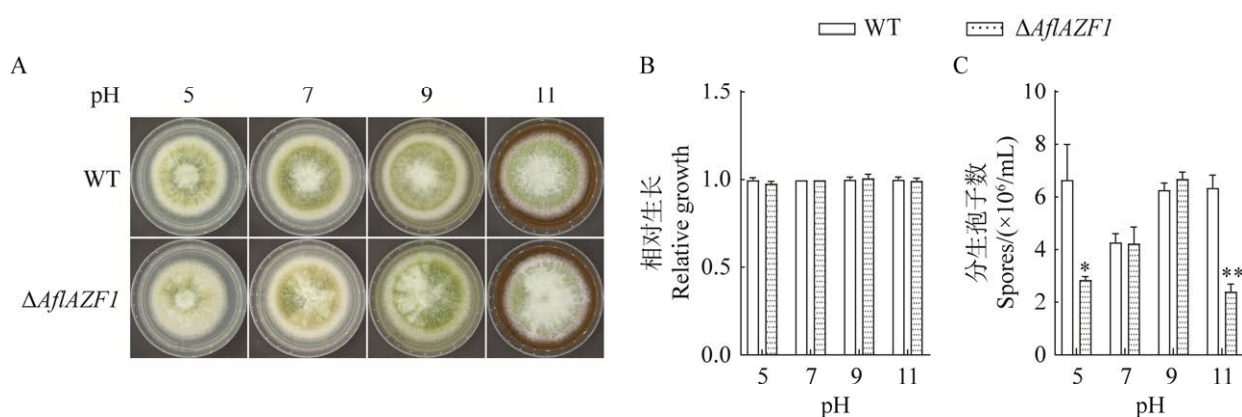 WT ΔAflAZF1
A
pH 5 7 9 11
WT
ΔAflAZF1
B
相对生长
Relative growth
1.5
1.0
0.5
0.0
5 7 9 11
pH
C
分生孢子数
Spores/(×10⁶/mL)
10
8
6
4
2
0
*
**
5 7 9 11
pH